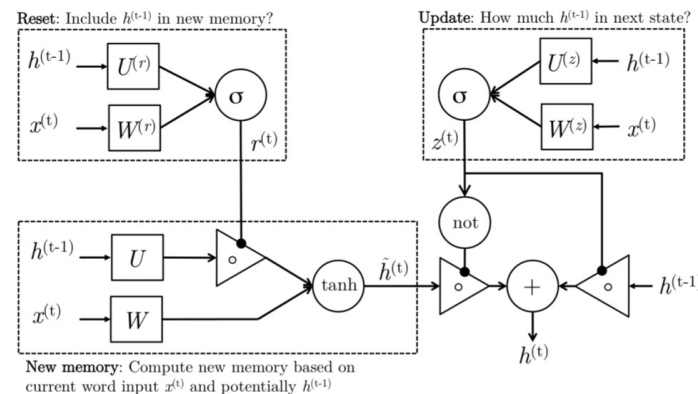 Reset: Include h(t-1) in new memory?
Update: How much h(t-1) in next state?
h(t-1)
U(r)
σ
x(t)
W(r)
r(t)
U(z)
h(t-1)
σ
W(z)
x(t)
z(t)
not
h(t-1)
U
∘
x(t)
W
tanh
h̃(t)
∘
+
∘
h(t-1
h(t)
New memory: Compute new memory based on
current word input x(t) and potentially h(t-1)